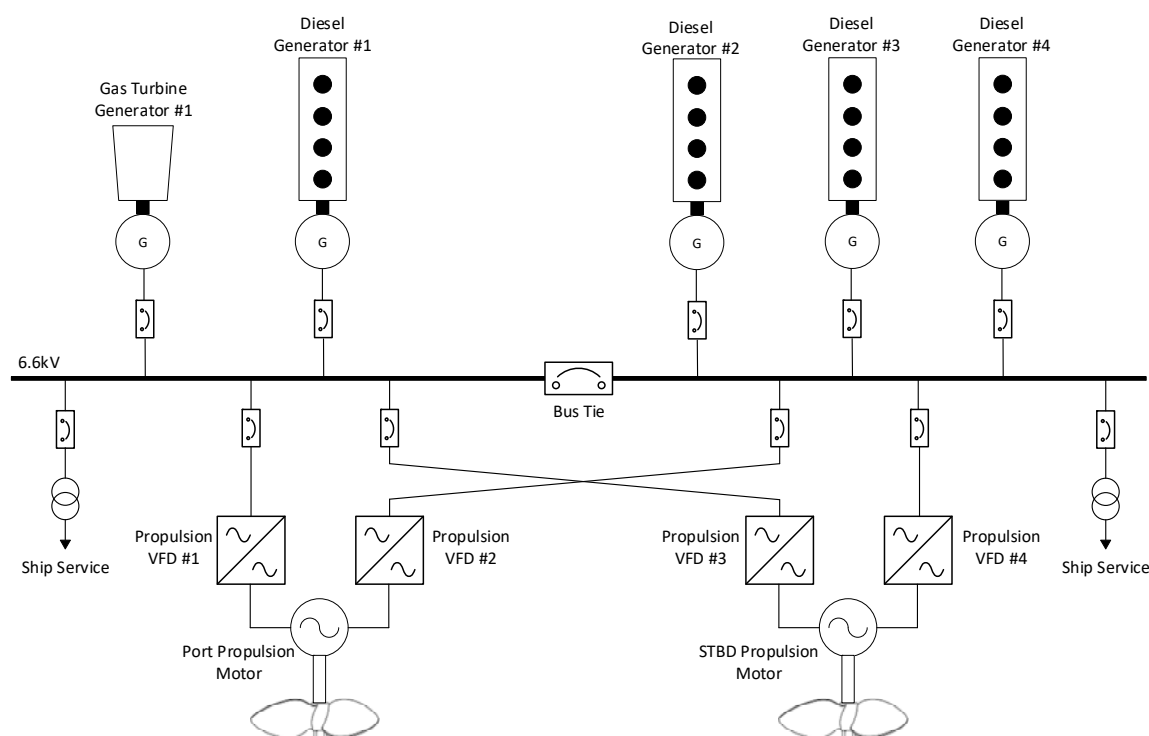 Diesel
Generator #1
Diesel
Generator #2
Diesel
Generator #3
Diesel
Generator #4
Gas Turbine
Generator #1
G
G
G
G
G
6.6kV
Bus Tie
Propulsion
VFD #1
Propulsion
VFD #2
Propulsion
VFD #3
Propulsion
VFD #4
Ship Service
Ship Service
Port Propulsion
Motor
STBD Propulsion
Motor